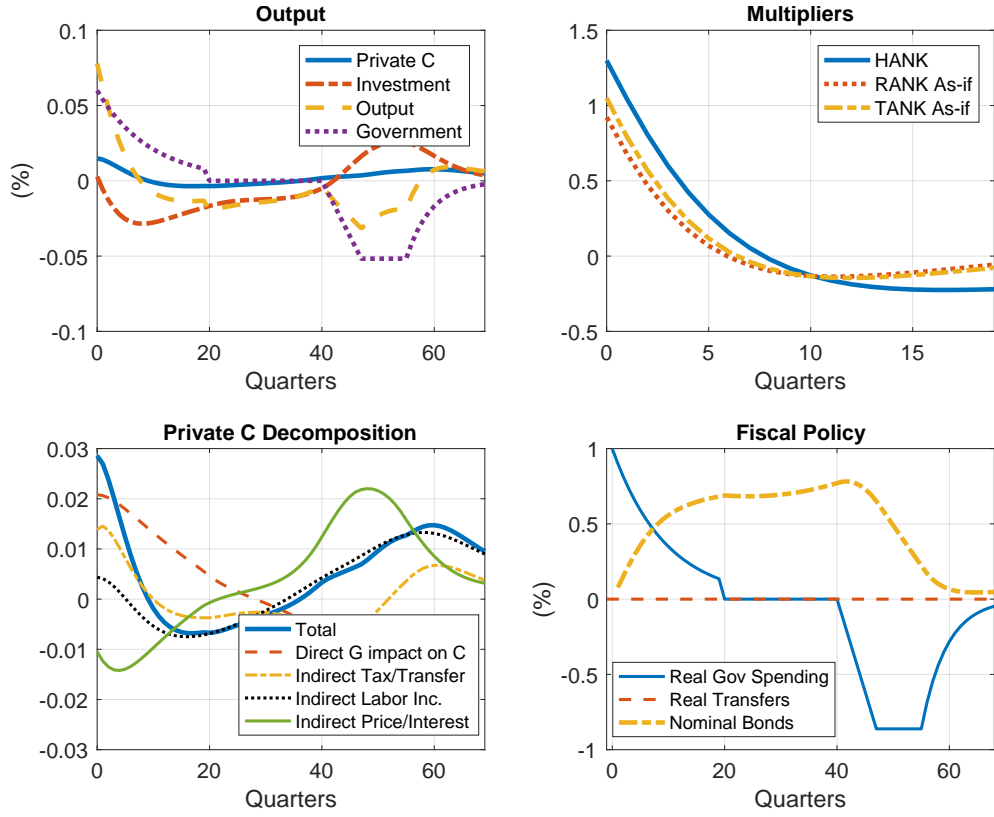 Output
0.1
0.05
0
-0.05
-0.1
(%)
0 20 40 60
Quarters
Private C
Investment
Output
Government
Multipliers
1.5
1
0.5
0
-0.5
0 5 10 15
Quarters
HANK
RANK As-if
TANK As-if
Private C Decomposition
0.03
0.02
0.01
0
-0.01
-0.02
-0.03
0 20 40 60
Quarters
Total
Direct G impact on C
Indirect Tax/Transfer
Indirect Labor Inc.
Indirect Price/Interest
Fiscal Policy
1
0.5
0
-0.5
-1
(%)
0 20 40 60
Quarters
Real Gov Spending
Real Transfers
Nominal Bonds